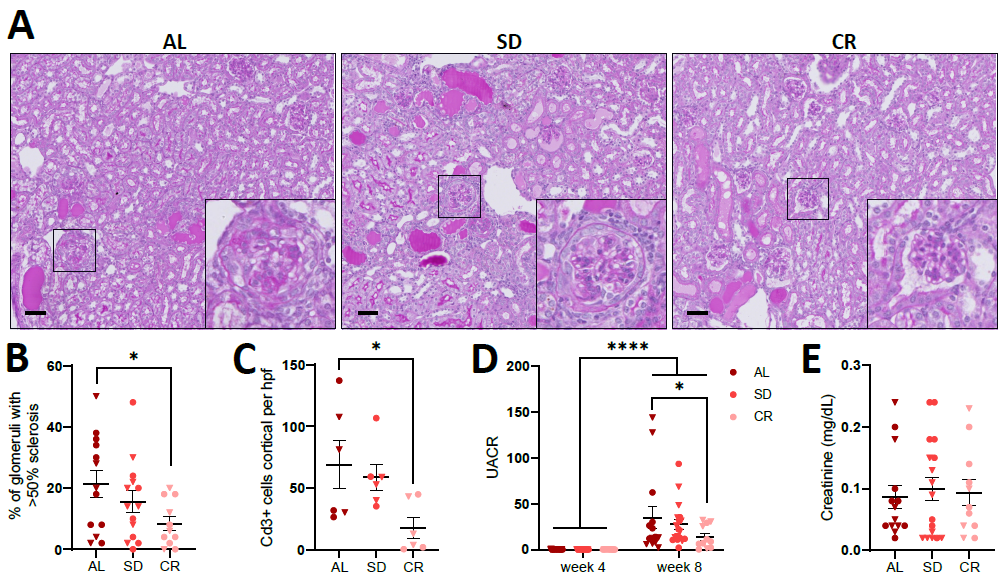 A
AL
SD
CR
B
% of glomeruli with
>50% sclerosis
60
40
20
0
*
AL
SD
CR
C
Cd3+ cells cortical per hpf
150
100
50
0
*
AL
SD
CR
D
UACR
200
150
100
50
0
****
*
week 4
week 8
AL
SD
CR
E
Creatinine (mg/dL)
0.3
0.2
0.1
0.0
AL
SD
CR